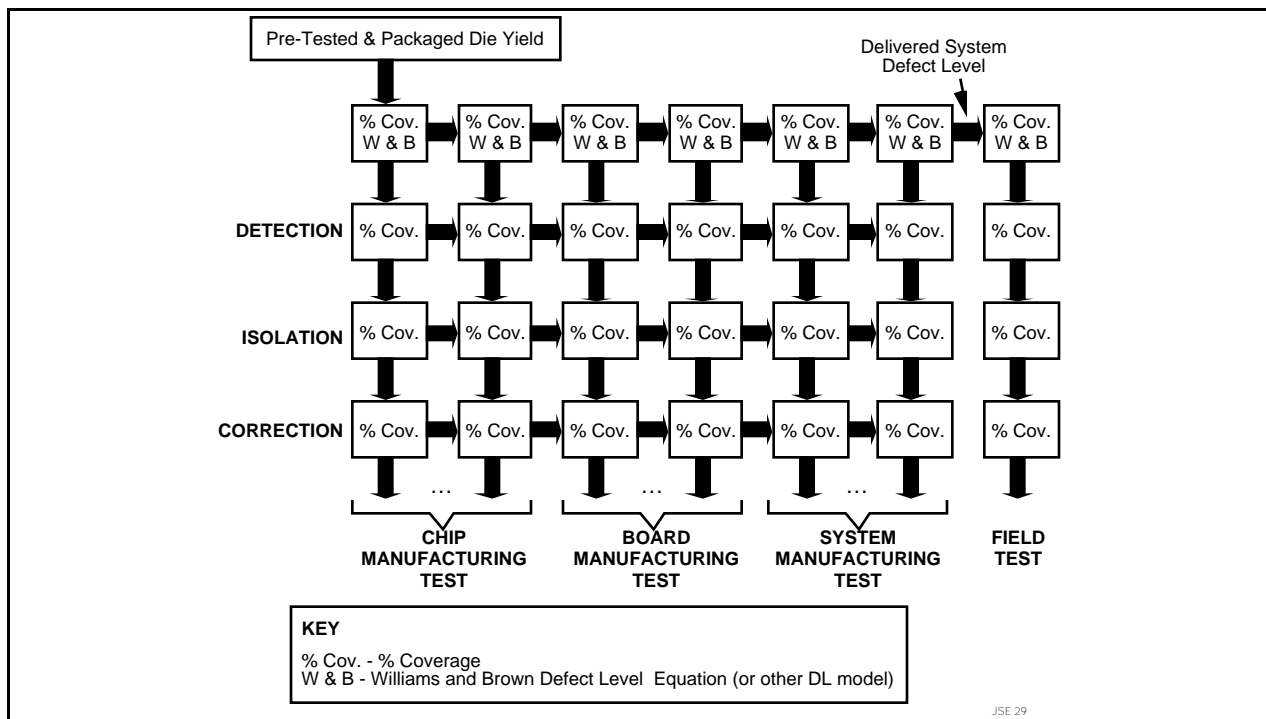 Pre-Tested & Packaged Die Yield
Delivered System
Defect Level
% Cov.
W & B
% Cov.
W & B
% Cov.
W & B
% Cov.
W & B
% Cov.
W & B
% Cov.
W & B
% Cov.
W & B
DETECTION
% Cov.
% Cov.
% Cov.
% Cov.
% Cov.
% Cov.
% Cov.
ISOLATION
% Cov.
% Cov.
% Cov.
% Cov.
% Cov.
% Cov.
% Cov.
CORRECTION
% Cov.
% Cov.
% Cov.
% Cov.
% Cov.
% Cov.
% Cov.
...
...
...
CHIP
MANUFACTURING
TEST
BOARD
MANUFACTURING
TEST
SYSTEM
MANUFACTURING
TEST
FIELD
TEST
KEY
% Cov. - % Coverage
W & B - Williams and Brown Defect Level Equation (or other DL model)
JSE 29